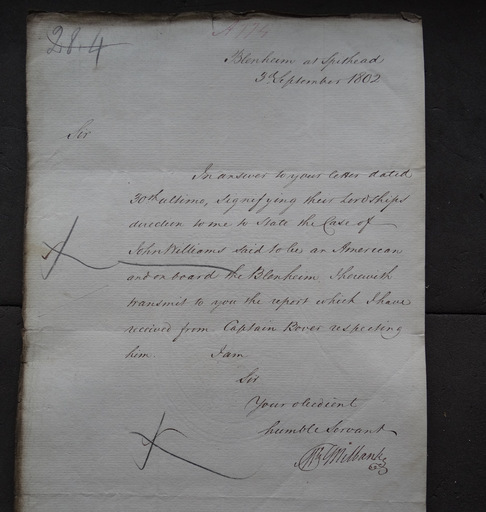 28.4
A 174
Blenheim at Spithead
3d September 1802
Sir
In answer to your letter dated
30th ultimo, signifying their Lordships
direction to me to State the Case of
John Williams said to be an American
and on board the Blenheim I herewith
transmit to you the report which I have
received from Captain Bover respecting
him. I am
Sir
Your obedient
humble Servant
Milbanke